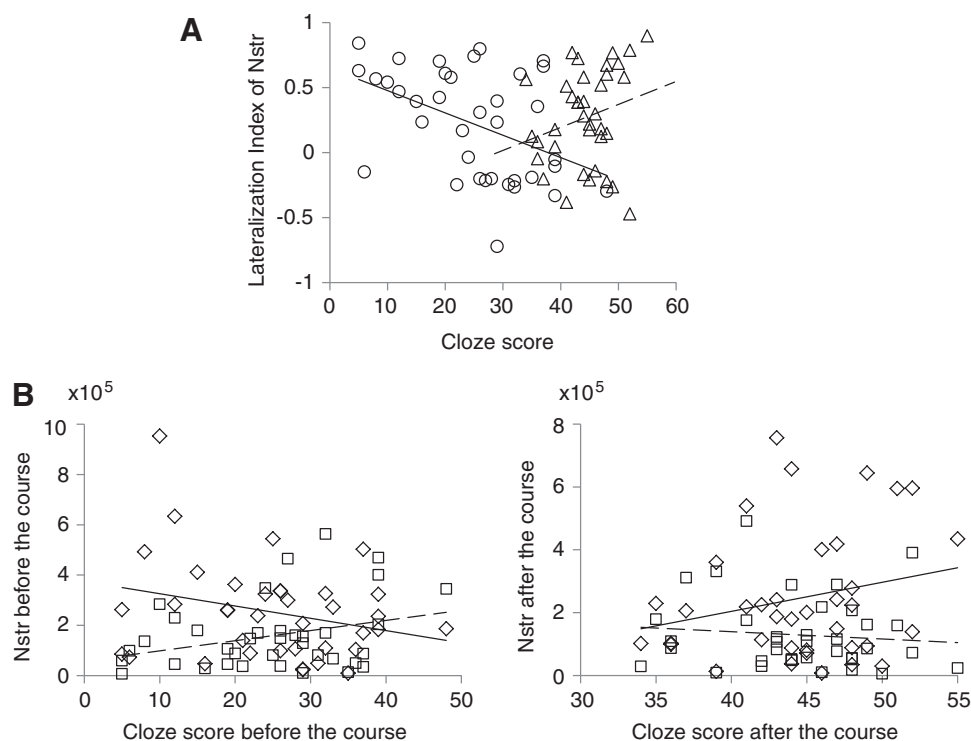 A
Lateralization Index of Nstr
1
0.5
0
-0.5
-1
0 10 20 30 40 50 60
Cloze score
B
x10^5
Nstr before the course
10
8
6
4
2
0
0 10 20 30 40 50
Cloze score before the course
x10^5
Nstr after the course
8
6
4
2
0
30 35 40 45 50 55
Cloze score after the course